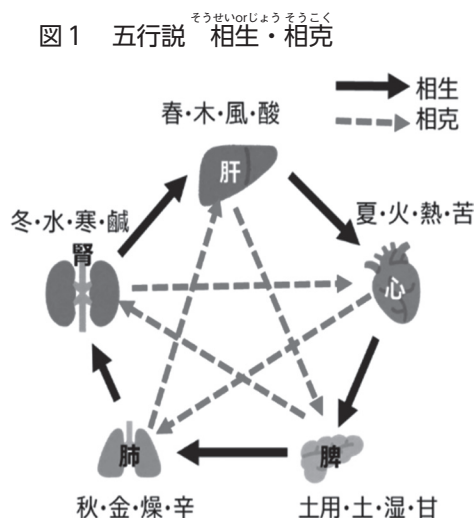 そうせいorじょう そうこく
図1 五行説 相生・相克
相生
相克
春・木・風・酸
肝
夏・火・熱・苦
冬・水・寒・鹹
腎
心
肺
脾
秋・金・燥・辛
土用・土・湿・甘